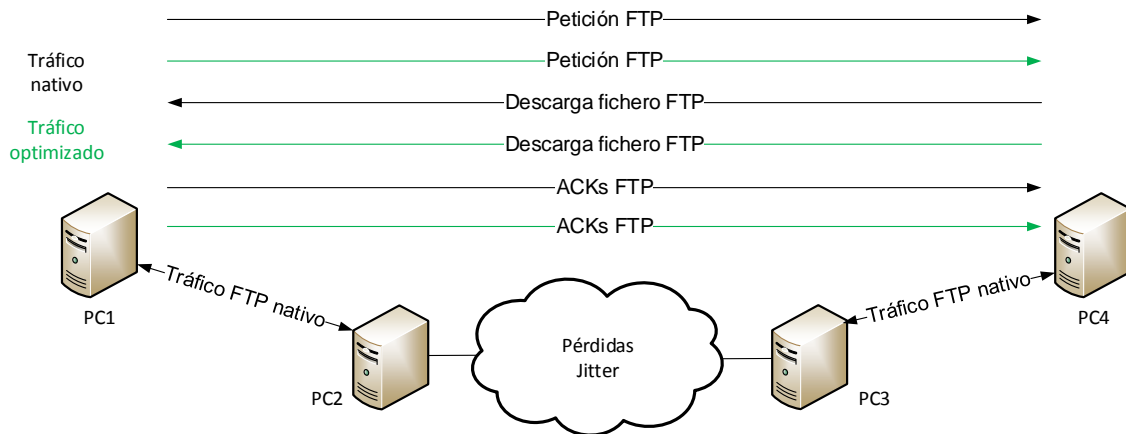 Petición FTP
Tráfico
nativo
Petición FTP
Descarga fichero FTP
Tráfico
optimizado
Descarga fichero FTP
ACKs FTP
ACKs FTP
Tráfico FTP nativo
Tráfico FTP nativo
PC1
PC4
Pérdidas
Jitter
PC2
PC3